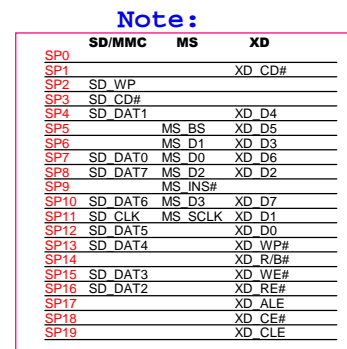 Note:
SD/MMC MS XD
SP0
SP1 XD_CD#
SP2 SD_WP
SP3 SD_CD#
SP4 SD_DAT1 XD_D4
SP5 MS_BS XD_D5
SP6 MS_D1 XD_D3
SP7 SD_DAT0 MS_D0 XD_D6
SP8 SD_DAT7 MS_D2 XD_D2
SP9 MS_INS#
SP10 SD_DAT6 MS_D3 XD_D7
SP11 SD_CLK MS_SCLK XD_D1
SP12 SD_DAT5 XD_D0
SP13 SD_DAT4 XD_WP#
SP14 XD_R/B#
SP15 SD_DAT3 XD_WE#
SP16 SD_DAT2 XD_RE#
SP17 XD_ALE
SP18 XD_CE#
SP19 XD_CLE